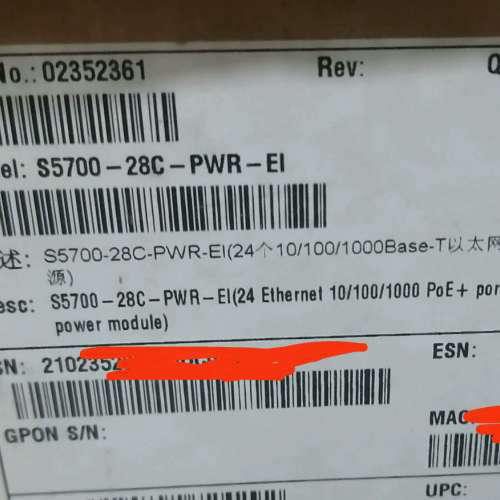 No.: 02352361 Rev: Q
el: S5700-28C-PWR-EI
述: S5700-28C-PWR-EI(24个10/100/1000Base-T以太网
源)
esc: S5700-28C-PWR-EI(24 Ethernet 10/100/1000 PoE+ por
power module)
SN: 2102352 ESN:
GPON S/N: MAC
UPC: